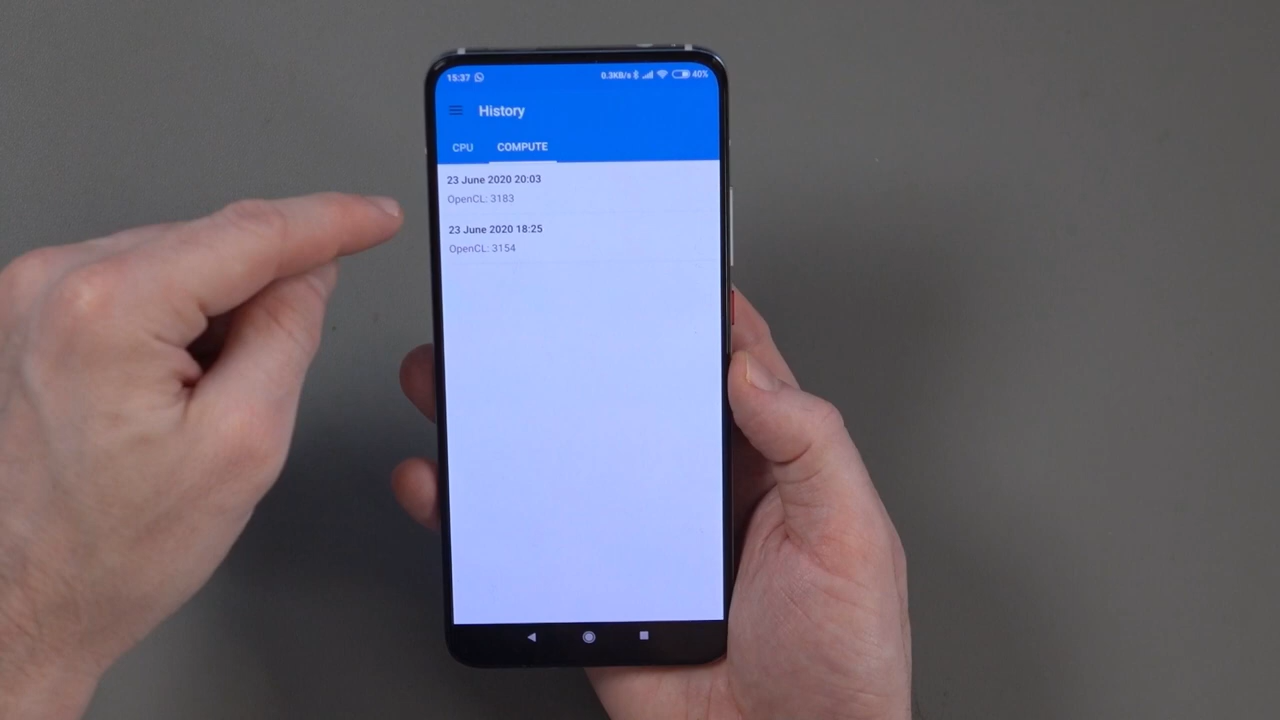 15:37 0.3KB/s 40%
History
CPU COMPUTE
23 June 2020 20:03
OpenCL: 3183
23 June 2020 18:25
OpenCL: 3154